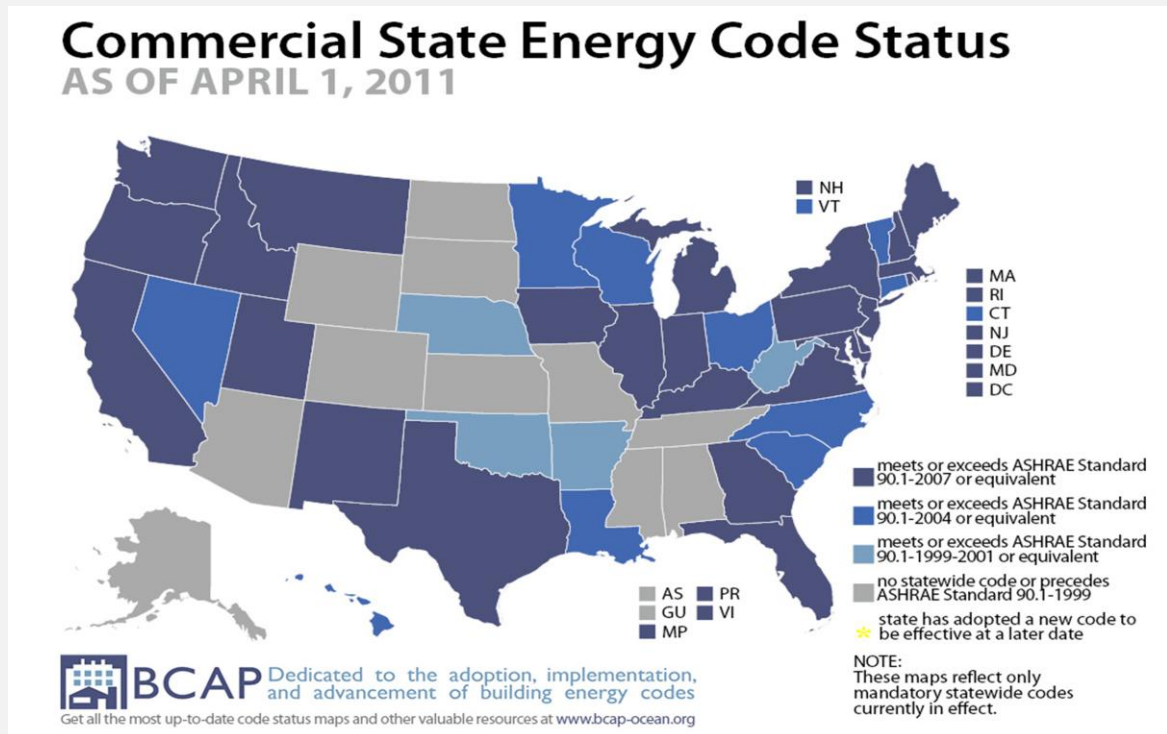 Commercial State Energy Code Status
AS OF APRIL 1, 2011
NH
VT
MA
RI
CT
NJ
DE
MD
DC
meets or exceeds ASHRAE Standard
90.1-2007 or equivalent
meets or exceeds ASHRAE Standard
90.1-2004 or equivalent
meets or exceeds ASHRAE Standard
90.1-1999-2001 or equivalent
no statewide code or precedes
ASHRAE Standard 90.1-1999
state has adopted a new code to
be effective at a later date
AS PR
GU VI
MP
NOTE:
These maps reflect only
mandatory statewide codes
currently in effect.
BCAP Dedicated to the adoption, implementation,
and advancement of building energy codes
Get all the most up-to-date code status maps and other valuable resources at www.bcap-ocean.org